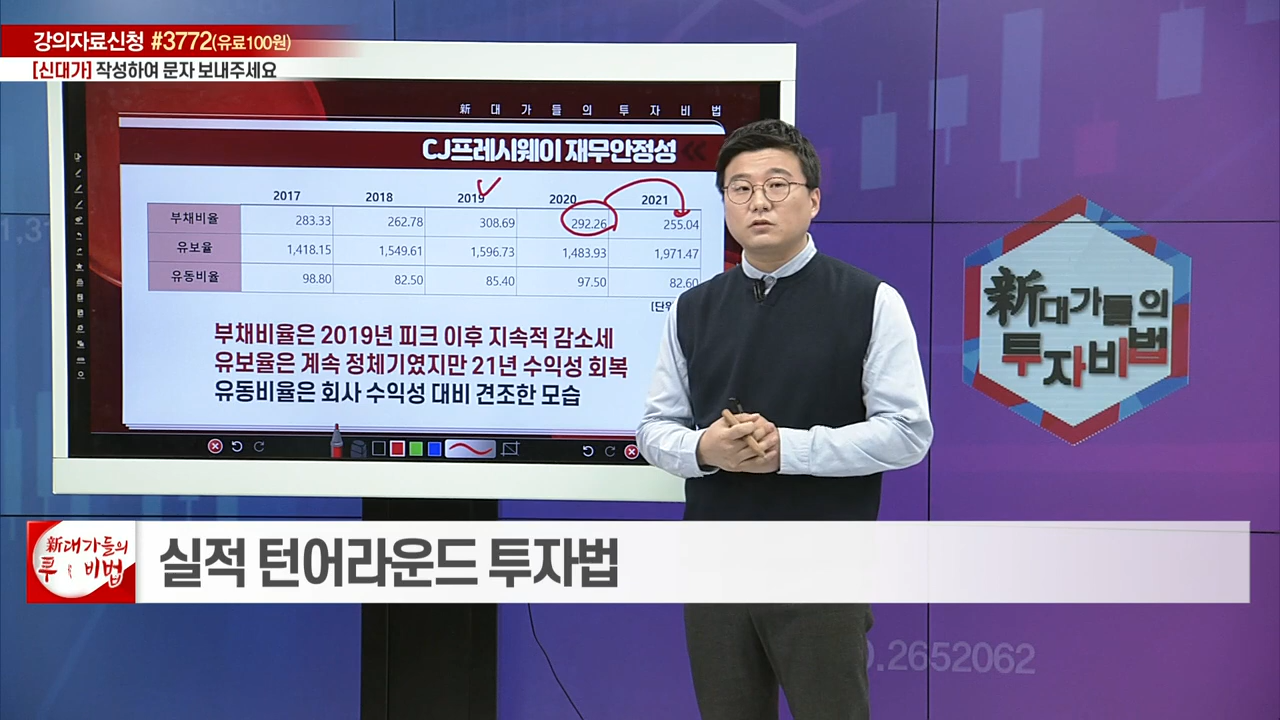 강의자료신청 #3772(유료100원)
[신대가] 작성하여 문자 보내주세요
新 대 가 들 의 투 자 비 법
CJ프레시웨이 재무안정성
2017 2018 2019 2020 2021
부채비율 283.33 262.78 308.69 292.26 255.04
유보율 1,418.15 1,549.61 1,596.73 1,483.93 1,971.47
유동비율 98.80 82.50 85.40 97.50 82.60
[단위
부채비율은 2019년 피크 이후 지속적 감소세
유보율은 계속 정체기였지만 21년 수익성 회복
유동비율은 회사 수익성 대비 견조한 모습
新대가들의
투자비법
新대가들의
투 비법
실적 턴어라운드 투자법
0.2652062